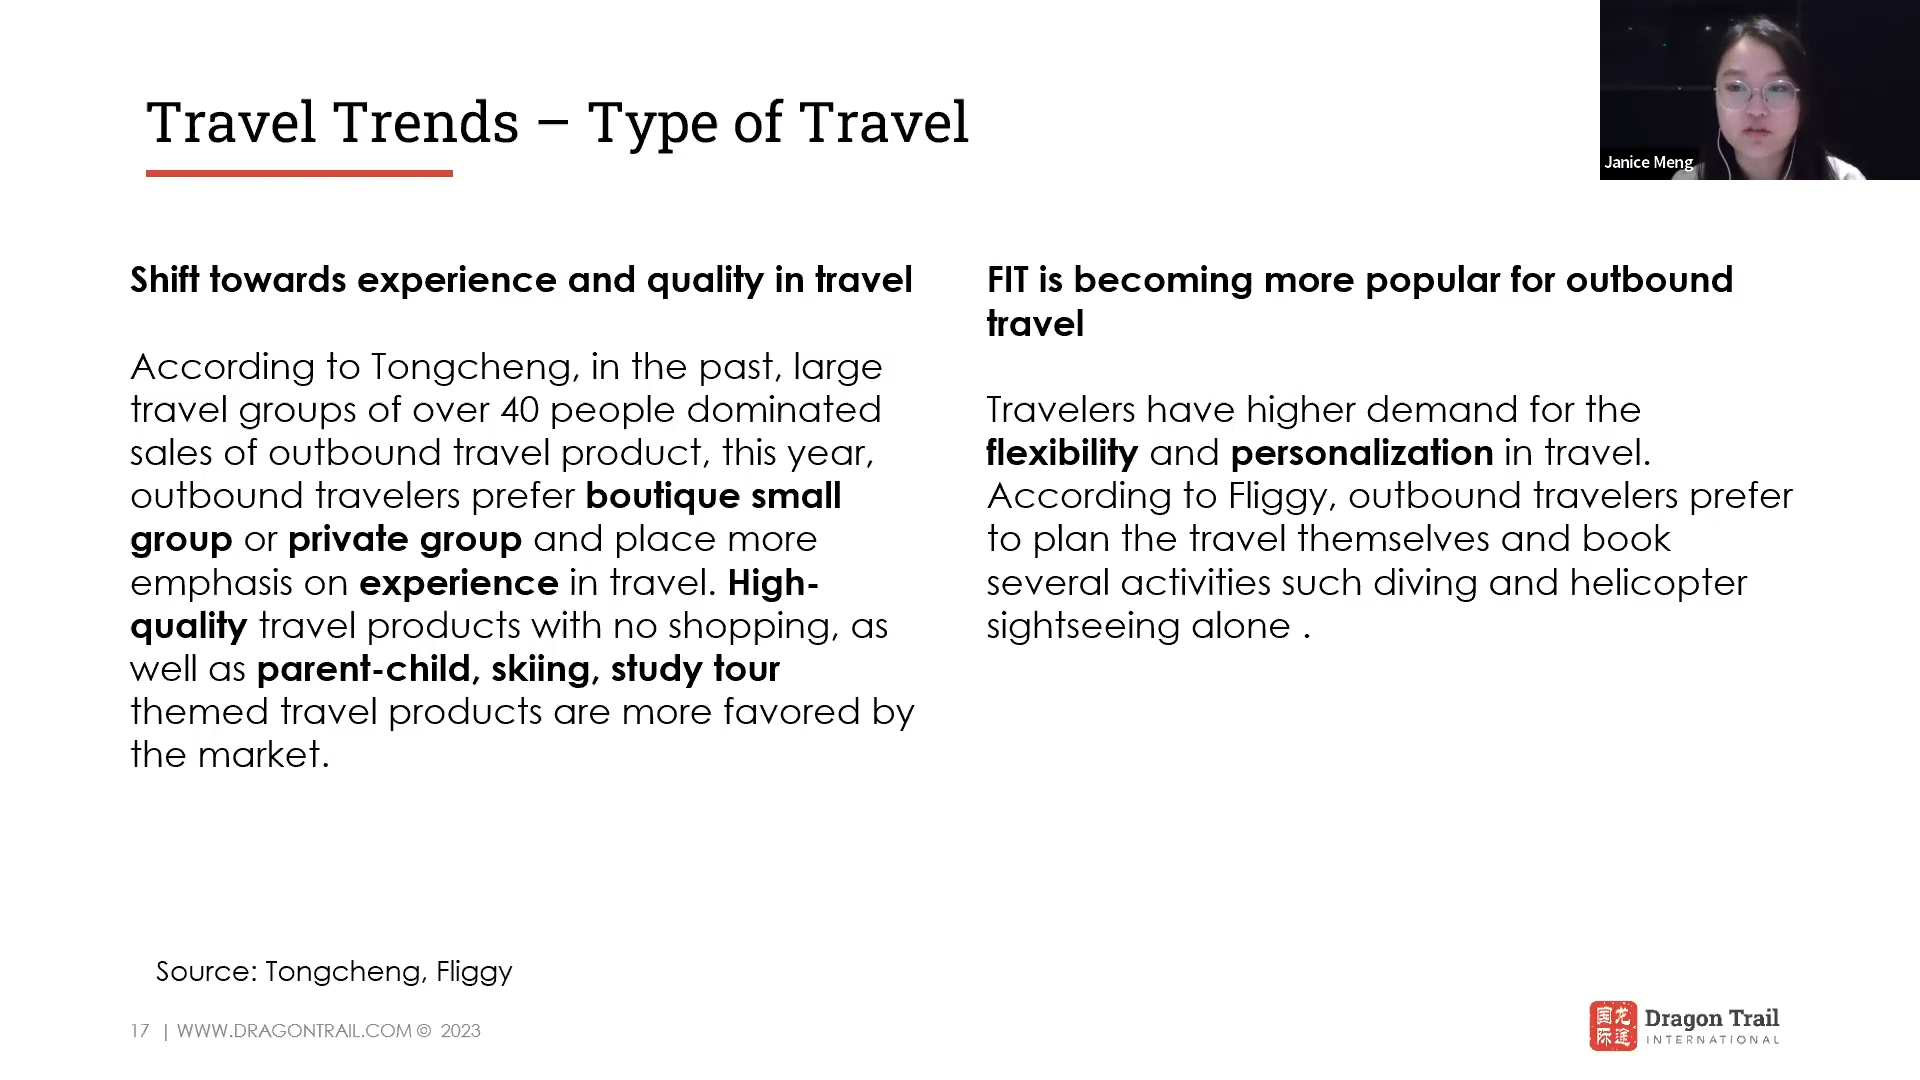 Travel Trends – Type of Travel
Janice Meng
Shift towards experience and quality in travel
According to Tongcheng, in the past, large
travel groups of over 40 people dominated
sales of outbound travel product, this year,
outbound travelers prefer boutique small
group or private group and place more
emphasis on experience in travel. High-
quality travel products with no shopping, as
well as parent-child, skiing, study tour
themed travel products are more favored by
the market.
FIT is becoming more popular for outbound
travel
Travelers have higher demand for the
flexibility and personalization in travel.
According to Fliggy, outbound travelers prefer
to plan the travel themselves and book
several activities such diving and helicopter
sightseeing alone .
Source: Tongcheng, Fliggy
17 | WWW.DRAGONTRAIL.COM © 2023
国龙
际途
Dragon Trail
INTERNATIONAL